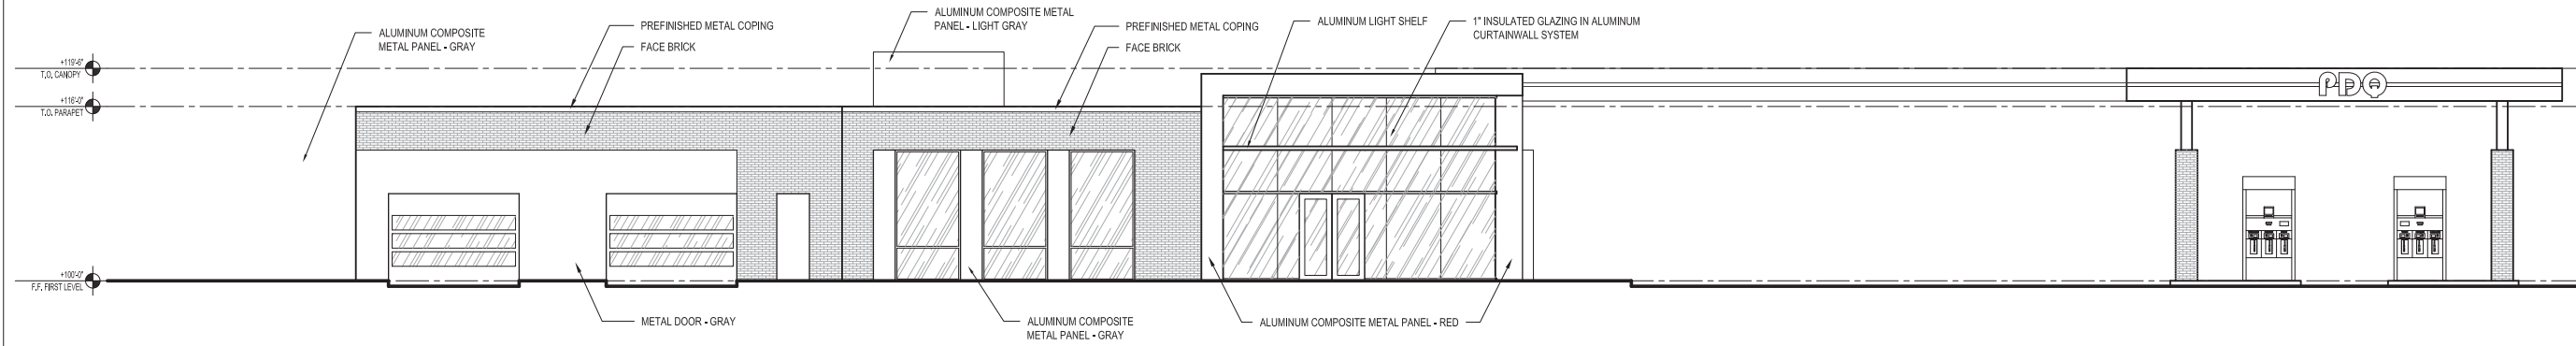 ALUMINUM COMPOSITE
METAL PANEL - GRAY
PREFINISHED METAL COPING
FACE BRICK
ALUMINUM COMPOSITE METAL
PANEL - LIGHT GRAY
PREFINISHED METAL COPING
FACE BRICK
ALUMINUM LIGHT SHELF
1" INSULATED GLAZING IN ALUMINUM
CURTAINWALL SYSTEM
+119'-6"
T.O. CANOPY
+116'-0"
T.O. PARAPET
PDQ
+100'-0"
F.F. FIRST LEVEL
METAL DOOR - GRAY
ALUMINUM COMPOSITE
METAL PANEL - GRAY
ALUMINUM COMPOSITE METAL PANEL - RED